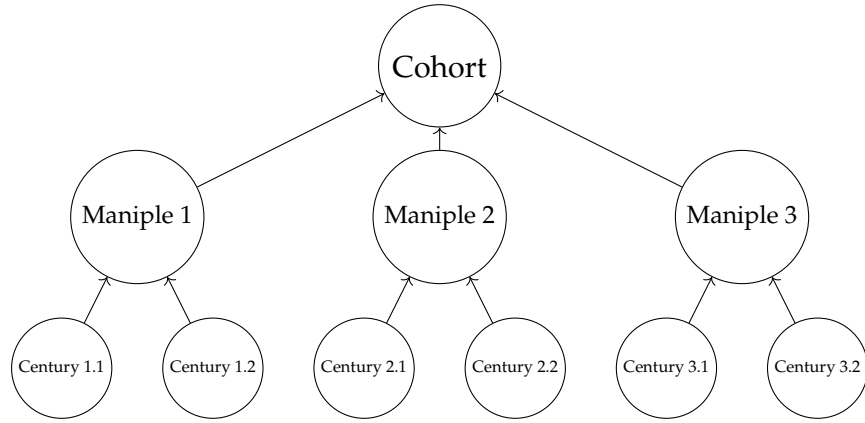 Cohort
Maniple 1
Maniple 2
Maniple 3
Century 1.1
Century 1.2
Century 2.1
Century 2.2
Century 3.1
Century 3.2